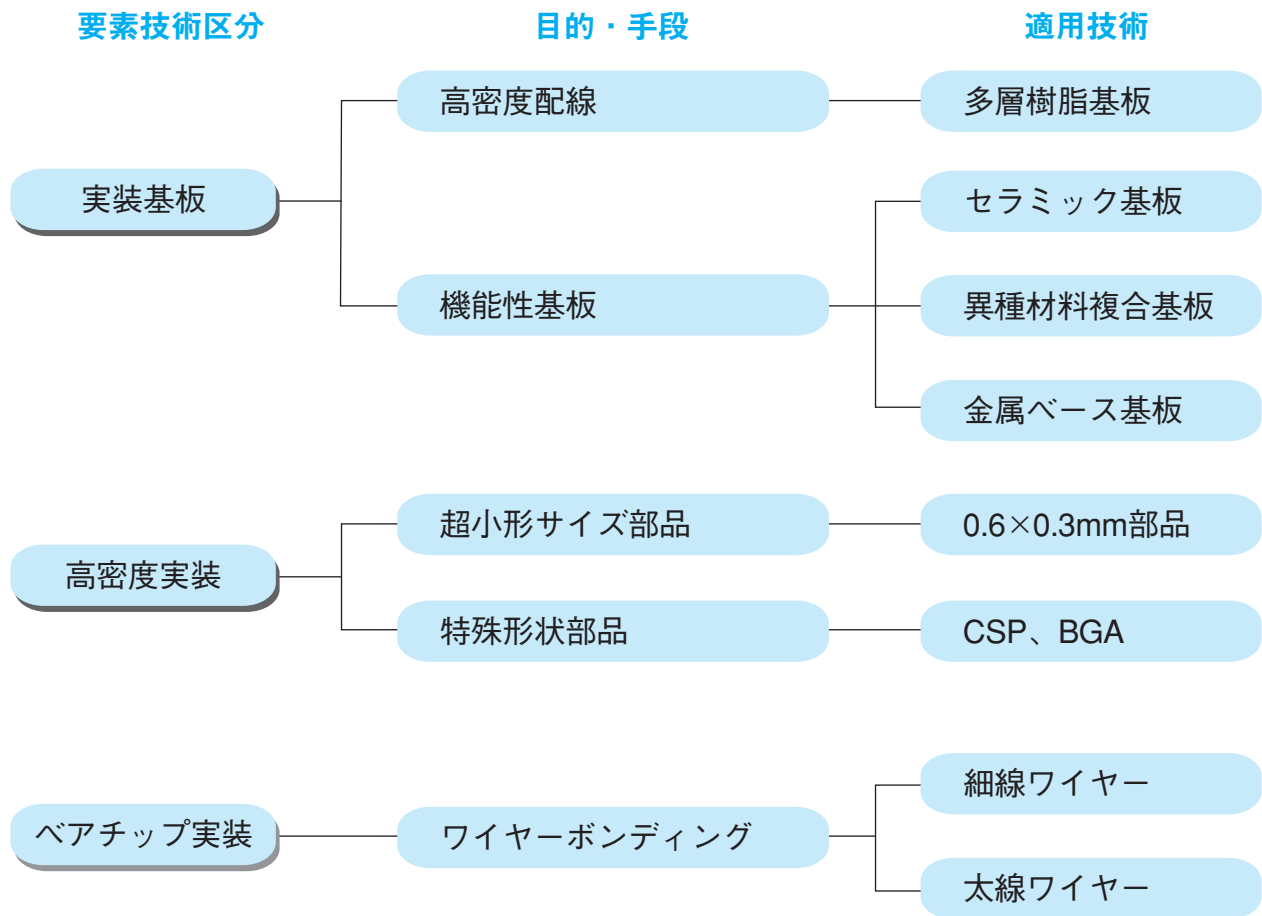 要素技術区分
目的・手段
適用技術
実装基板
高密度配線
多層樹脂基板
機能性基板
セラミック基板
異種材料複合基板
金属ベース基板
高密度実装
超小形サイズ部品
0.6×0.3mm部品
特殊形状部品
CSP、BGA
ベアチップ実装
ワイヤーボンディング
細線ワイヤー
太線ワイヤー